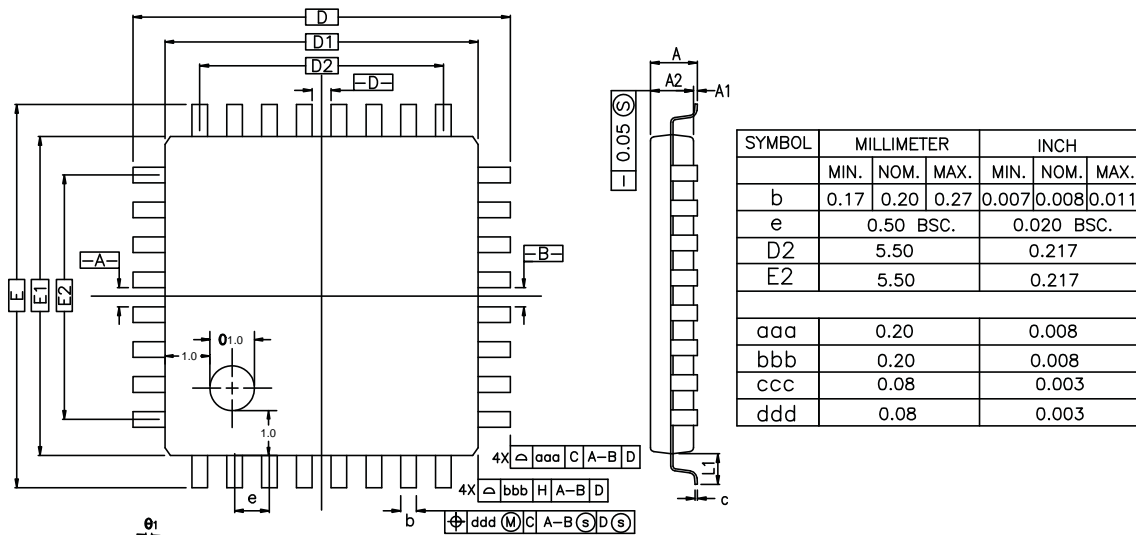 D
D1
D2
-D-
A
A2
A1
0.05 Ⓢ
E
E1
E2
-A-
-B-
01.0
1.0
1.0
4X aaa C A-B D
4X bbb H A-B D
ddd Ⓜ C A-B Ⓢ D Ⓢ
e
b
L1
c
θ1
SYMBOL MILLIMETER INCH
MIN. NOM. MAX. MIN. NOM. MAX.
b 0.17 0.20 0.27 0.007 0.008 0.011
e 0.50 BSC. 0.020 BSC.
D2 5.50 0.217
E2 5.50 0.217
aaa 0.20 0.008
bbb 0.20 0.008
ccc 0.08 0.003
ddd 0.08 0.003